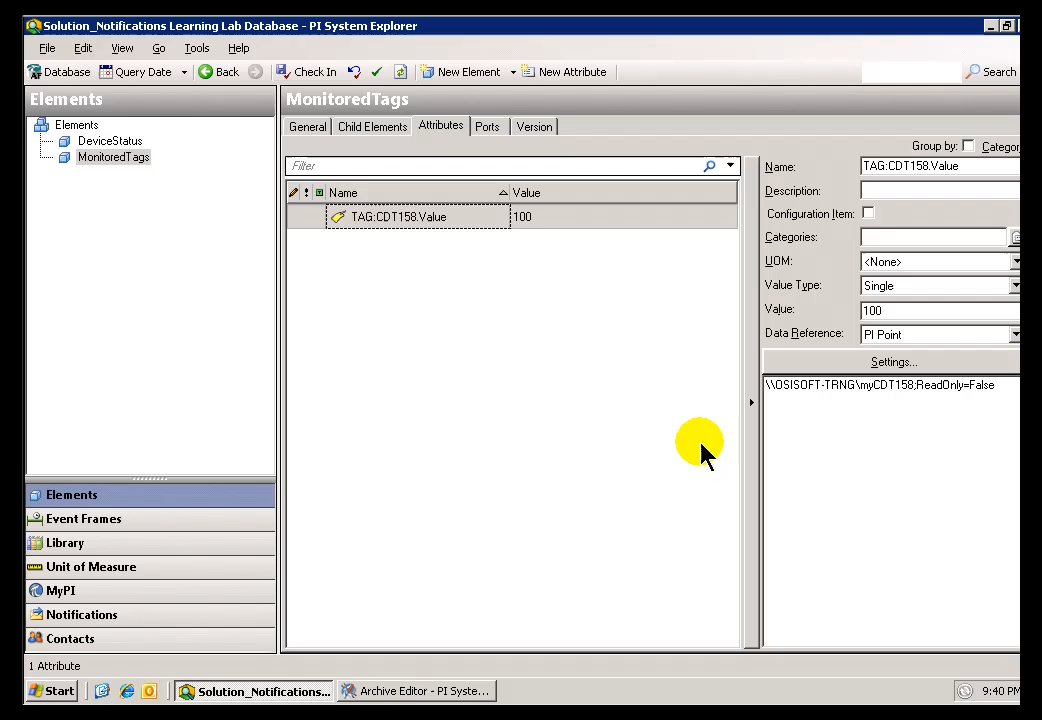 Solution_Notifications Learning Lab Database - PI System Explorer
File Edit View Go Tools Help
Database Query Date Back Check In New Element New Attribute Search
Elements
MonitoredTags
Elements
DeviceStatus
MonitoredTags
General Child Elements Attributes Ports Version
Group by: Categor
Filter
Name Value
TAG:CDT158.Value 100
Name: TAG:CDT158.Value
Description:
Configuration Item:
Categories:
UOM: <None>
Value Type: Single
Value: 100
Data Reference: PI Point
Settings...
\\OSISOFT-TRNG\myCDT158;ReadOnly=False
Elements
Event Frames
Library
Unit of Measure
MyPI
Notifications
Contacts
1 Attribute
Start Solution_Notifications... Archive Editor - PI Syste... 9:40 PM